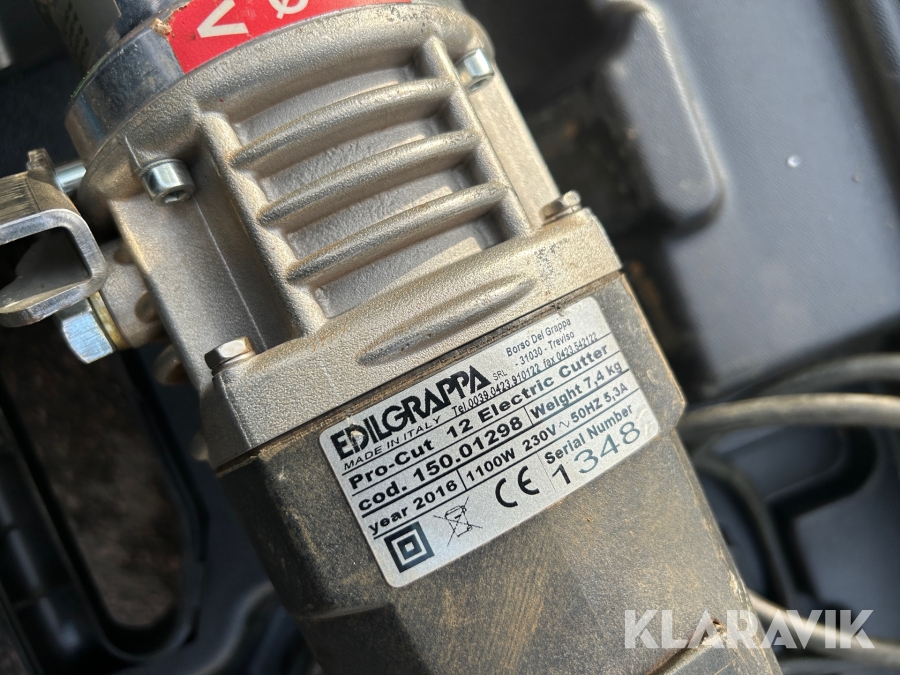 EDILGRAPPA SRL
Borso Del Grappa
- 31030 - Treviso
MADE IN ITALY Tel.0039.0423.910122 fax 0423.542122
Pro-Cut 12 Electric Cutter
cod. 150.01298 Weight 7,4 kg
year 2016 1100W 230V ~ 50HZ 5,3A
CE Serial Number
1348
KLARAVIK